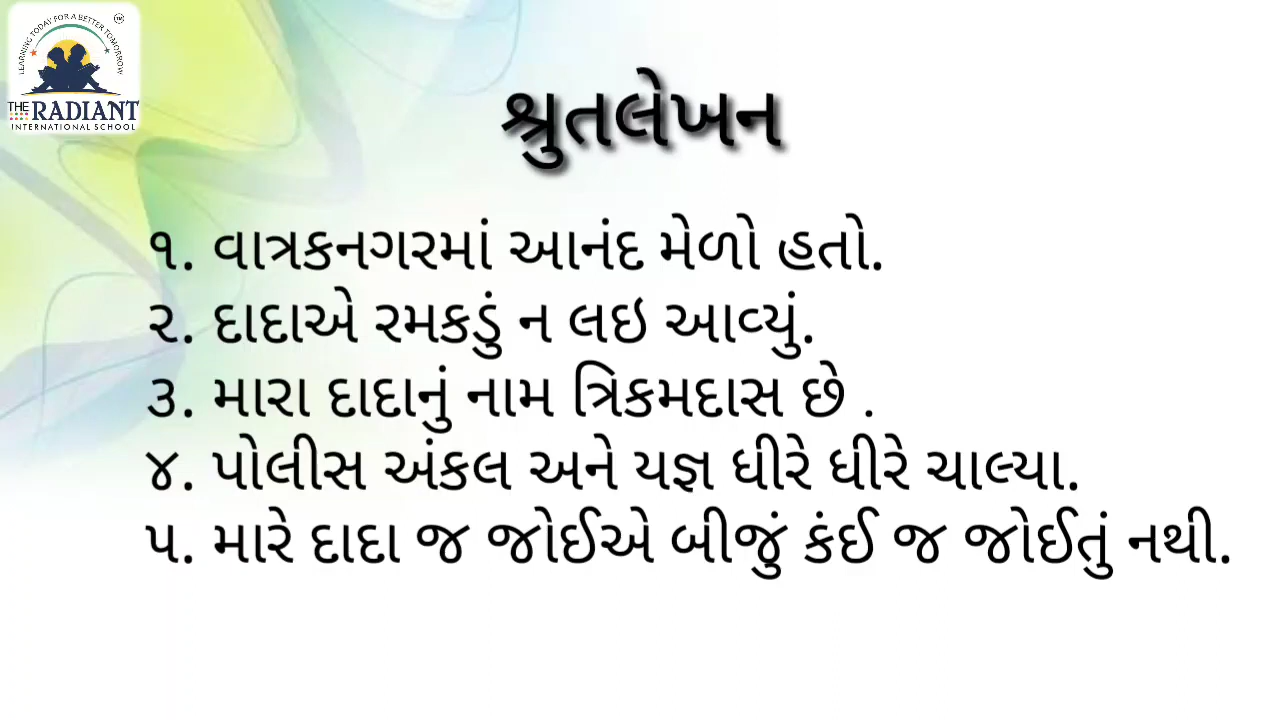 LEARNING TODAY FOR A BETTER TOMORROW
TM
THE RADIANT
INTERNATIONAL SCHOOL
શ્રુતલેખન
૧. વાત્રકનગરમાં આનંદ મેળો હતો.
૨. દાદાએ રમકડું ન લઇ આવ્યું.
૩. મારા દાદાનું નામ ત્રિકમદાસ છે .
૪. પોલીસ અંકલ અને યજ્ઞ ધીરે ધીરે ચાલ્યા.
૫. મારે દાદા જ જોઈએ બીજું કંઈ જ જોઈતું નથી.